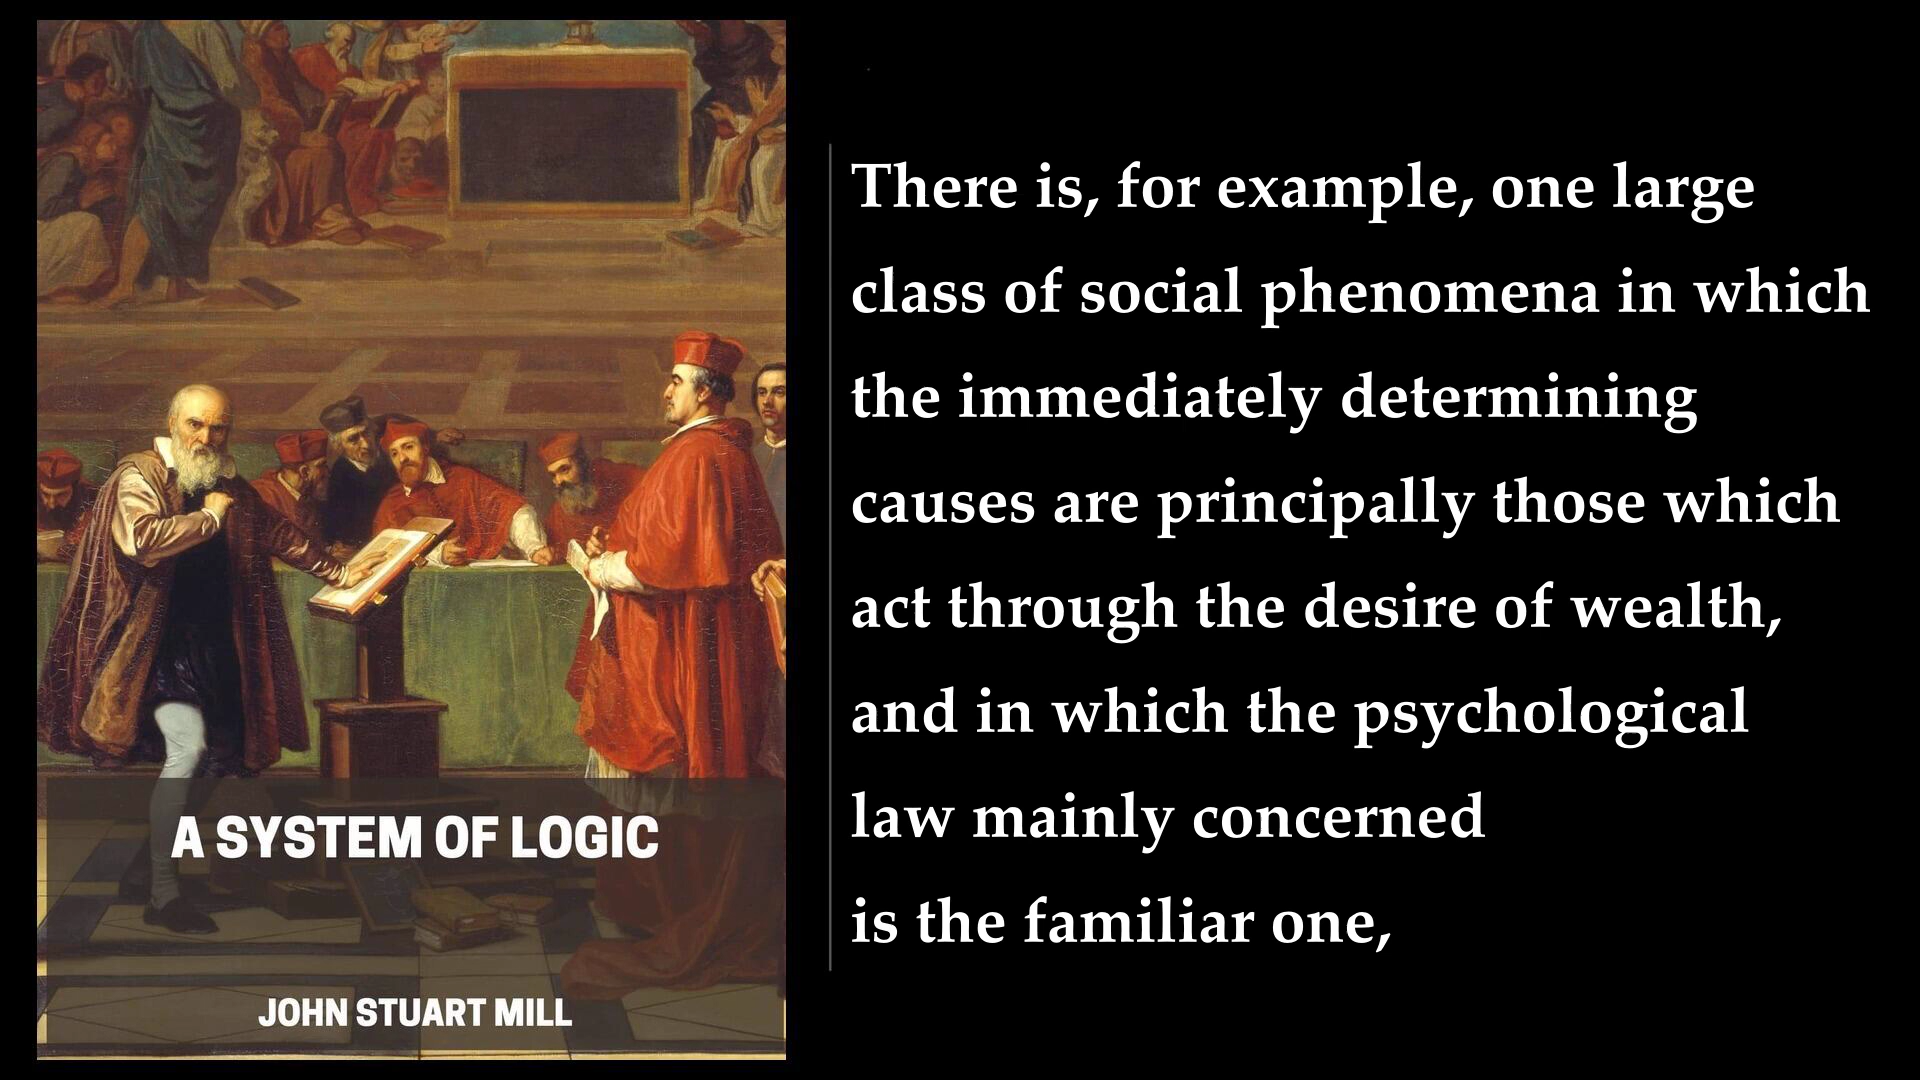 A SYSTEM OF LOGIC
JOHN STUART MILL
There is, for example, one large
class of social phenomena in which
the immediately determining
causes are principally those which
act through the desire of wealth,
and in which the psychological
law mainly concerned
is the familiar one,